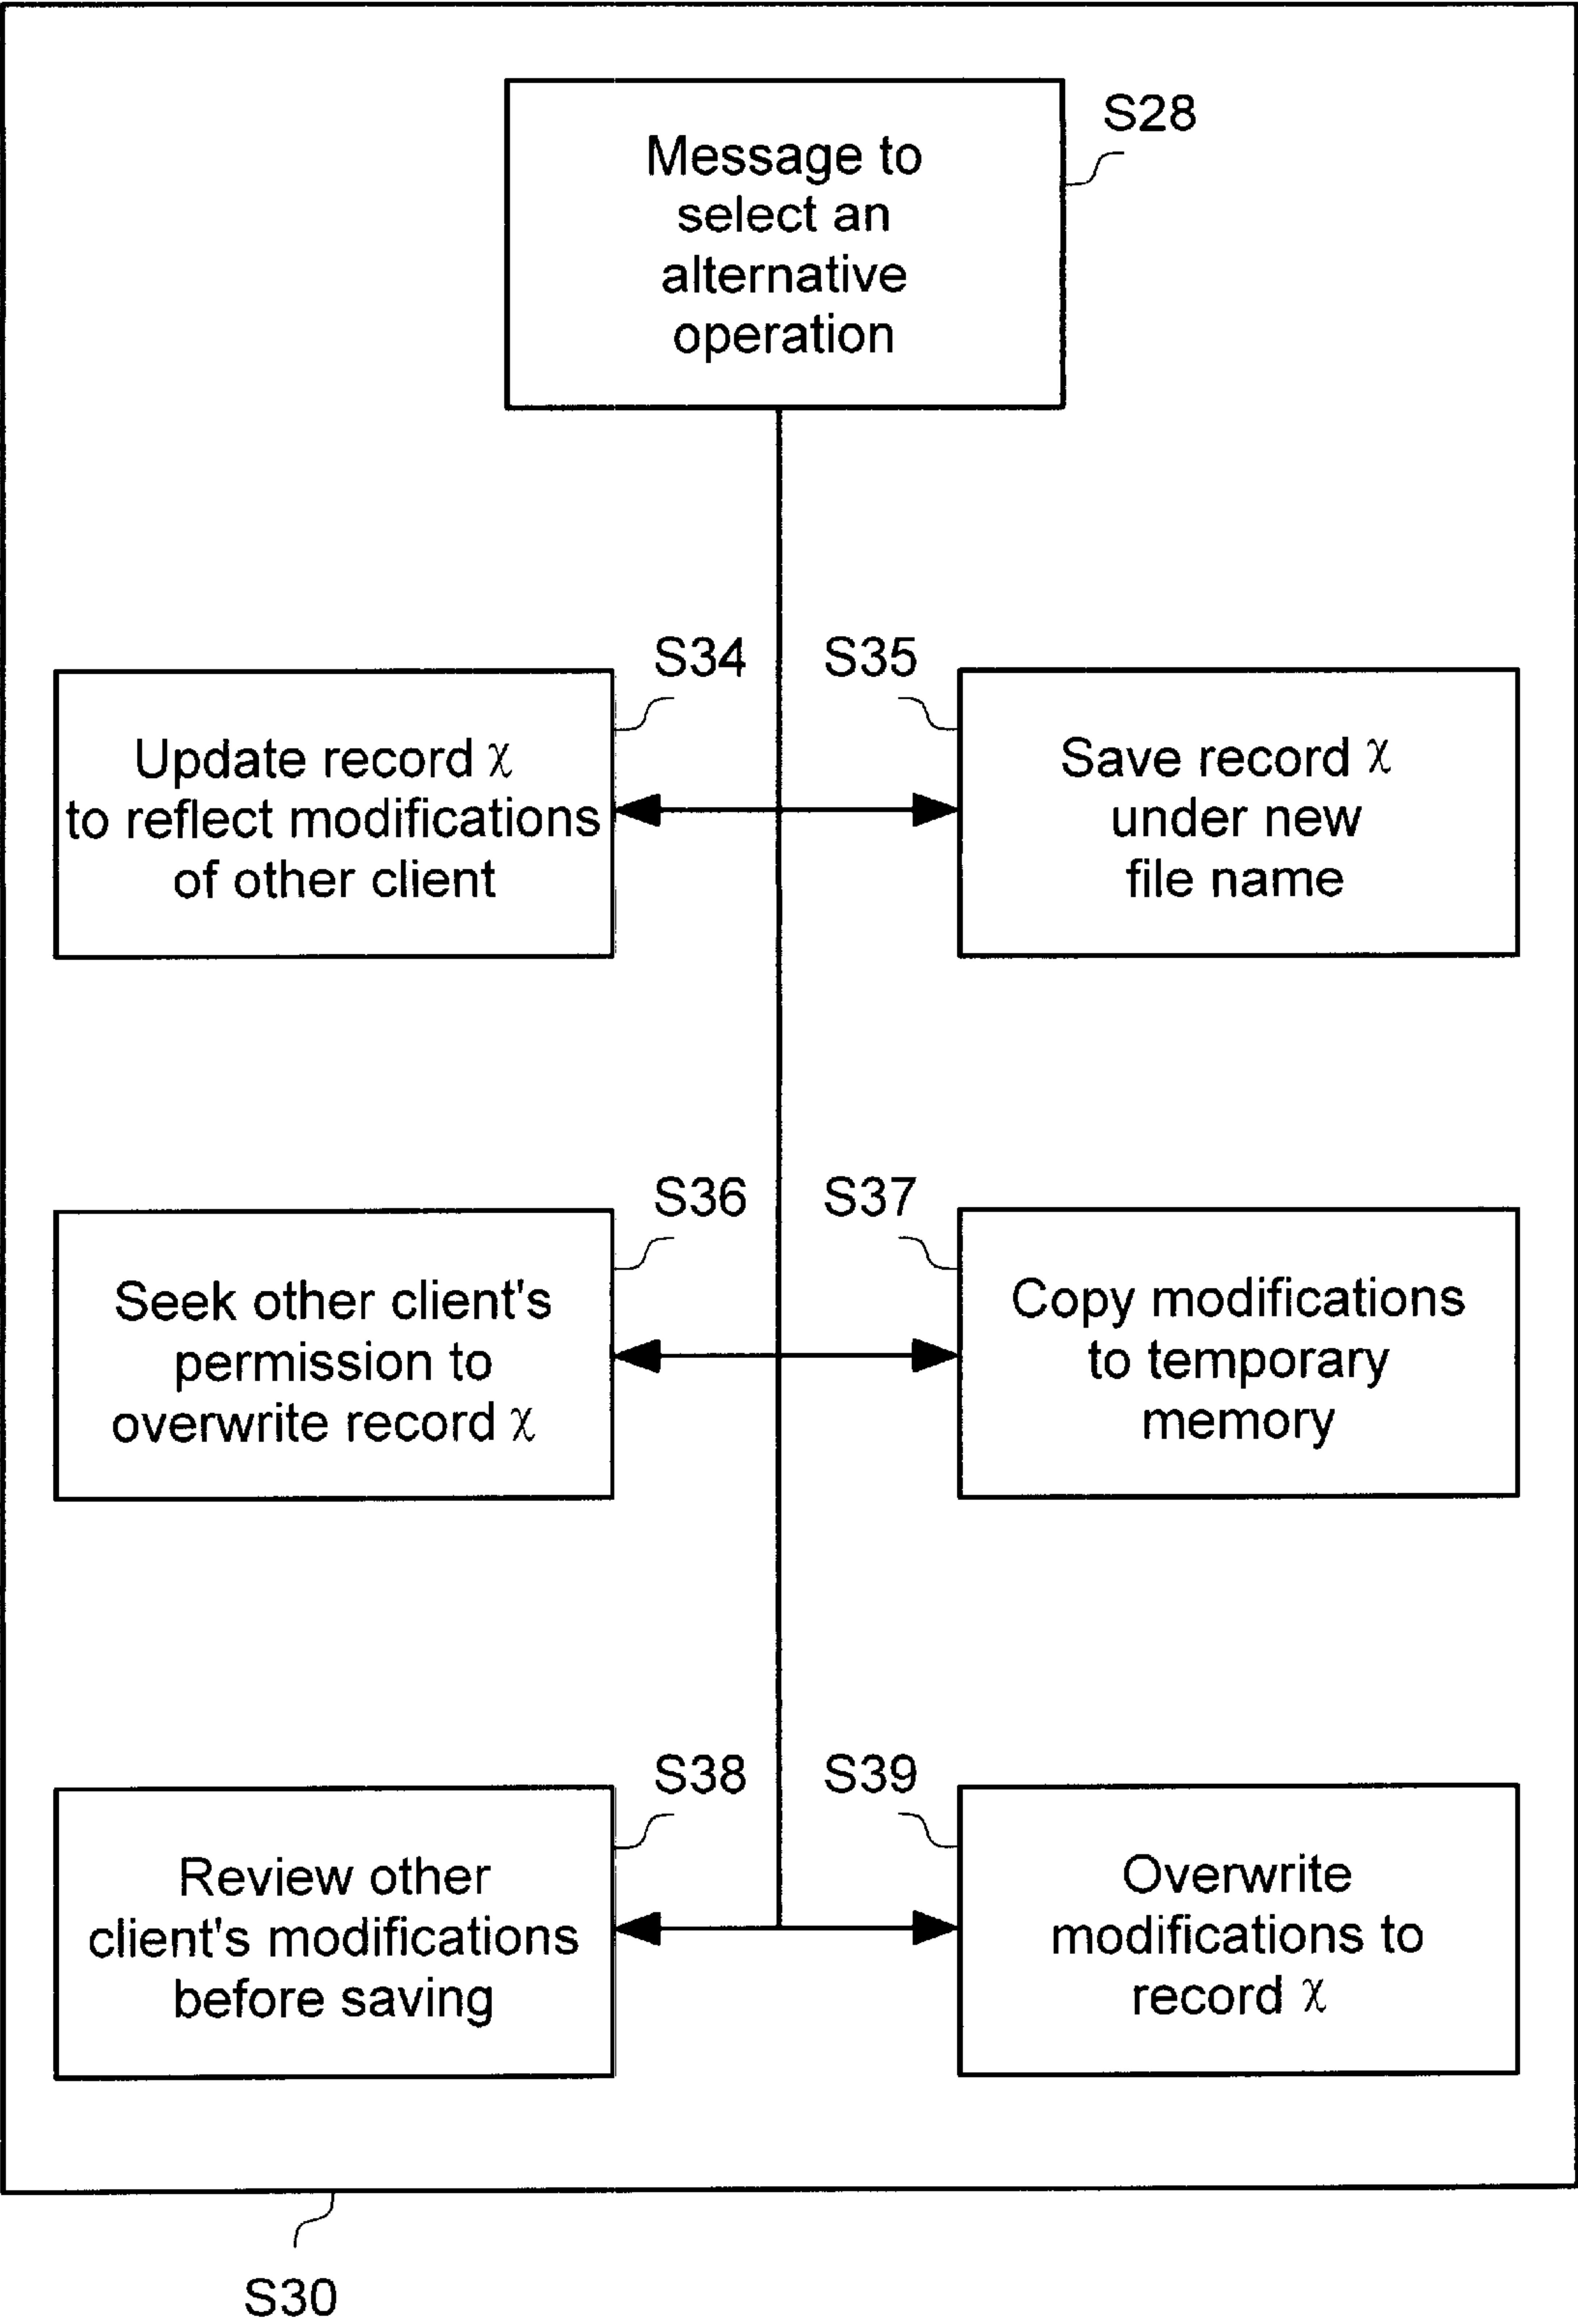 S28
Message to
select an
alternative
operation
S34
Update record χ
to reflect modifications
of other client
S35
Save record χ
under new
file name
S36
Seek other client's
permission to
overwrite record χ
S37
Copy modifications
to temporary
memory
S38
Review other
client's modifications
before saving
S39
Overwrite
modifications to
record χ
S30